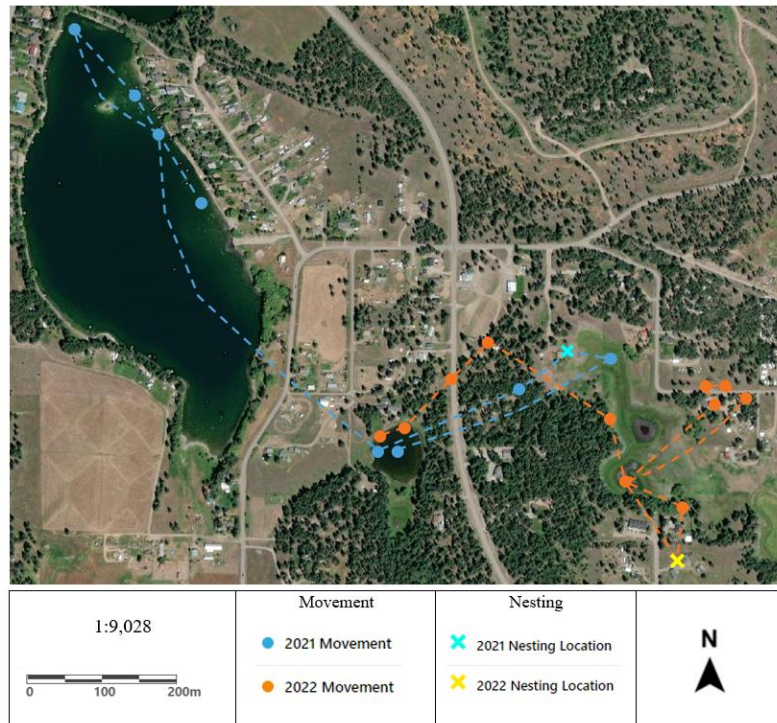 1:9,028
0 100 200m
Movement
2021 Movement
2022 Movement
Nesting
2021 Nesting Location
2022 Nesting Location
N